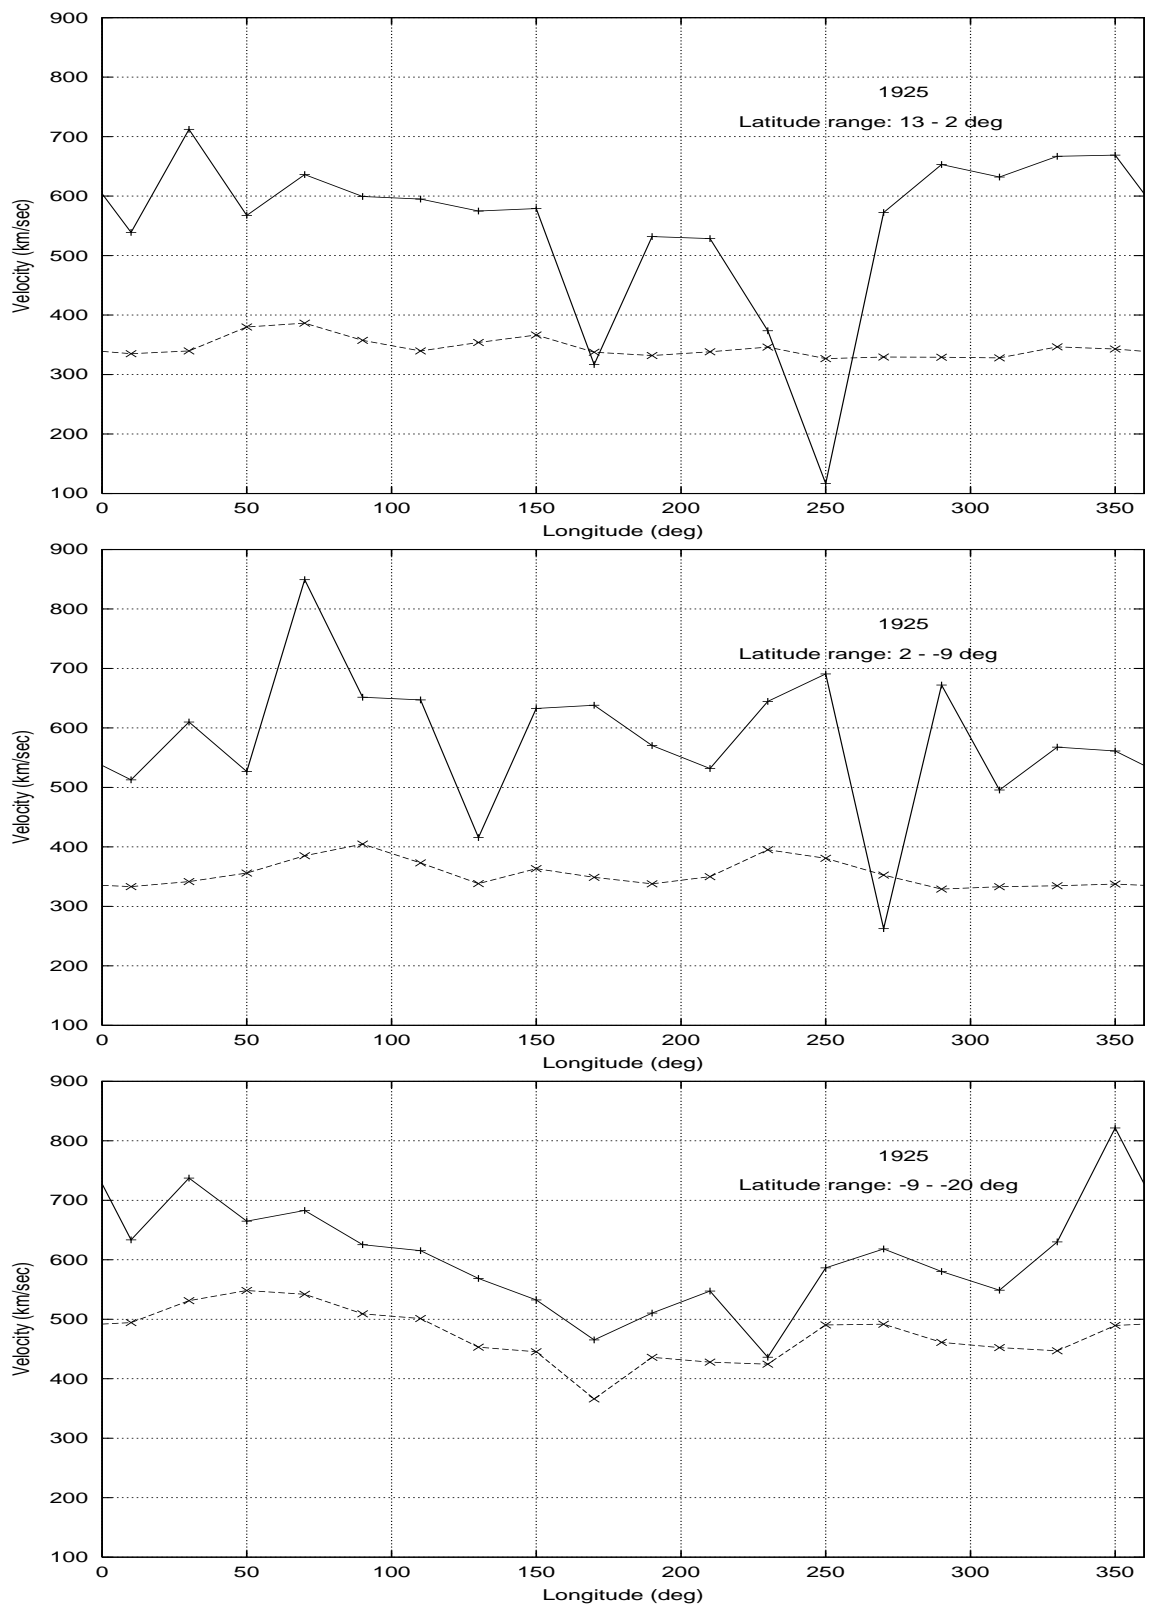 900
800
700
600
500
400
300
200
100
Velocity (km/sec)
1925
Latitude range: 13 - 2 deg
0 50 100 150 200 250 300 350
Longitude (deg)
900
800
700
600
500
400
300
200
100
Velocity (km/sec)
1925
Latitude range: 2 - -9 deg
0 50 100 150 200 250 300 350
Longitude (deg)
900
800
700
600
500
400
300
200
100
Velocity (km/sec)
1925
Latitude range: -9 - -20 deg
0 50 100 150 200 250 300 350
Longitude (deg)